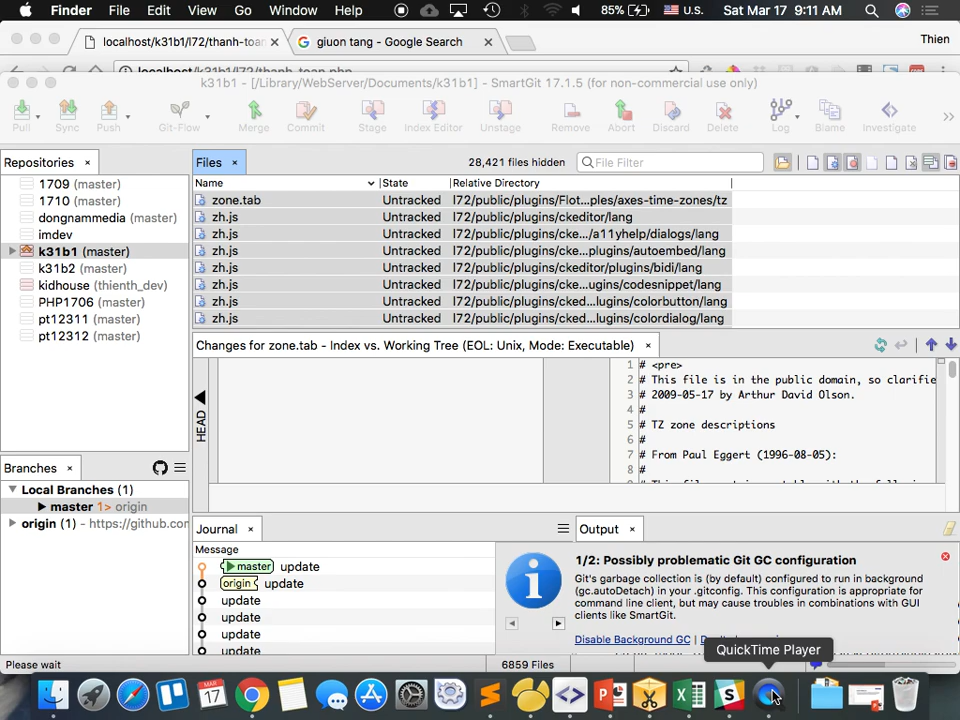 Finder File Edit View Go Window Help 85% U.S. Sat Mar 17 9:11 AM
localhost/k31b1/l72/thanh-toan × giuon tang - Google Search × Thien
localhost/k31b1/l72/thanh-toan.php
k31b1 - [/Library/WebServer/Documents/k31b1] - SmartGit 17.1.5 (for non-commercial use only)
Pull Sync Push Git-Flow Merge Commit Stage Index Editor Unstage Remove Abort Discard Delete Log Blame Investigate
Repositories × Files × 28,421 files hidden File Filter
Name State Relative Directory
1709 (master)
1710 (master)
dongnammedia (master)
imdev
k31b1 (master)
k31b2 (master)
kidhouse (thienth_dev)
PHP1706 (master)
pt12311 (master)
pt12312 (master)
zone.tab Untracked l72/public/plugins/Flot...ples/axes-time-zones/tz
zh.js Untracked l72/public/plugins/ckeditor/lang
zh.js Untracked l72/public/plugins/cke.../a11yhelp/dialogs/lang
zh.js Untracked l72/public/plugins/cke...plugins/autoembed/lang
zh.js Untracked l72/public/plugins/ckeditor/plugins/bidi/lang
zh.js Untracked l72/public/plugins/cke...ugins/codesnippet/lang
zh.js Untracked l72/public/plugins/cked...lugins/colorbutton/lang
zh.js Untracked l72/public/plugins/cked...lugins/colordialog/lang
Changes for zone.tab - Index vs. Working Tree (EOL: Unix, Mode: Executable) ×
HEAD
1 # <pre>
2 # This file is in the public domain, so clarifie
3 # 2009-05-17 by Arthur David Olson.
4 #
5 # TZ zone descriptions
6 #
7 # From Paul Eggert (1996-08-05):
8 #
Branches ×
Local Branches (1)
master 1> origin
origin (1) - https://github.com
Journal ×
Message
master update
origin update
update
update
update
update
Output ×
1/2: Possibly problematic Git GC configuration
Git's garbage collection is (by default) configured to run in background
(gc.autoDetach) in your .gitconfig. This configuration is appropriate for
command line client, but may cause troubles in combinations with GUI
clients like SmartGit.
Disable Background GC
QuickTime Player
Please wait 6859 Files
17